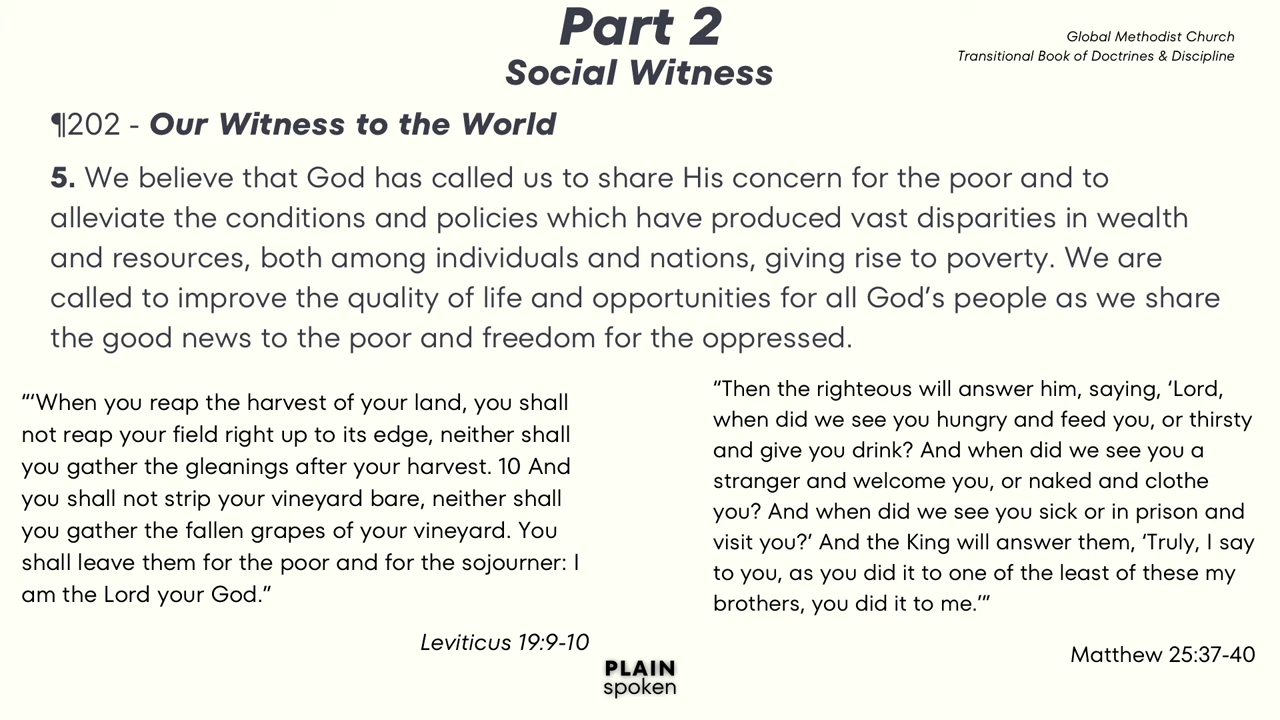 Part 2
Social Witness
Global Methodist Church
Transitional Book of Doctrines & Discipline
¶202 - Our Witness to the World
5. We believe that God has called us to share His concern for the poor and to
alleviate the conditions and policies which have produced vast disparities in wealth
and resources, both among individuals and nations, giving rise to poverty. We are
called to improve the quality of life and opportunities for all God’s people as we share
the good news to the poor and freedom for the oppressed.
“‘When you reap the harvest of your land, you shall
not reap your field right up to its edge, neither shall
you gather the gleanings after your harvest. 10 And
you shall not strip your vineyard bare, neither shall
you gather the fallen grapes of your vineyard. You
shall leave them for the poor and for the sojourner: I
am the Lord your God.”
Leviticus 19:9-10
“Then the righteous will answer him, saying, ‘Lord,
when did we see you hungry and feed you, or thirsty
and give you drink? And when did we see you a
stranger and welcome you, or naked and clothe
you? And when did we see you sick or in prison and
visit you?’ And the King will answer them, ‘Truly, I say
to you, as you did it to one of the least of these my
brothers, you did it to me.’”
Matthew 25:37-40
PLAIN
spoken